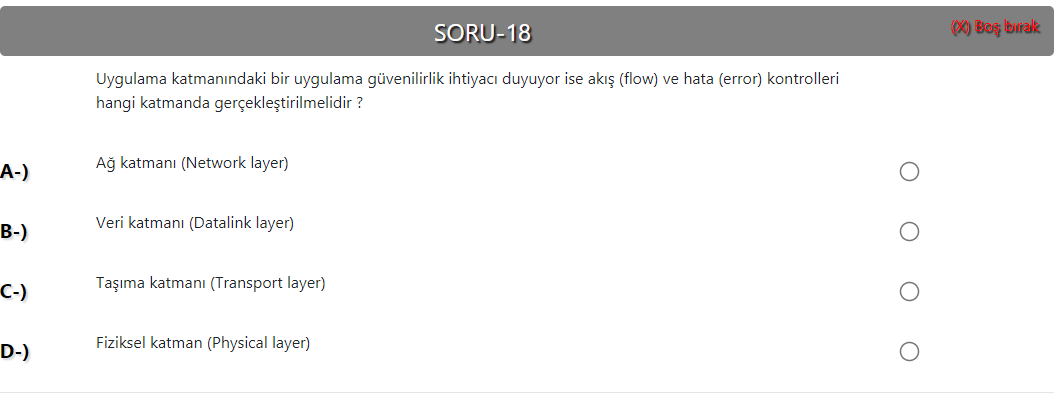 SORU-18
(X) Boş bırak
Uygulama katmanındaki bir uygulama güvenilirlik ihtiyacı duyuyor ise akış (flow) ve hata (error) kontrolleri
hangi katmanda gerçekleştirilmelidir ?
A-) Ağ katmanı (Network layer)
B-) Veri katmanı (Datalink layer)
C-) Taşıma katmanı (Transport layer)
D-) Fiziksel katman (Physical layer)